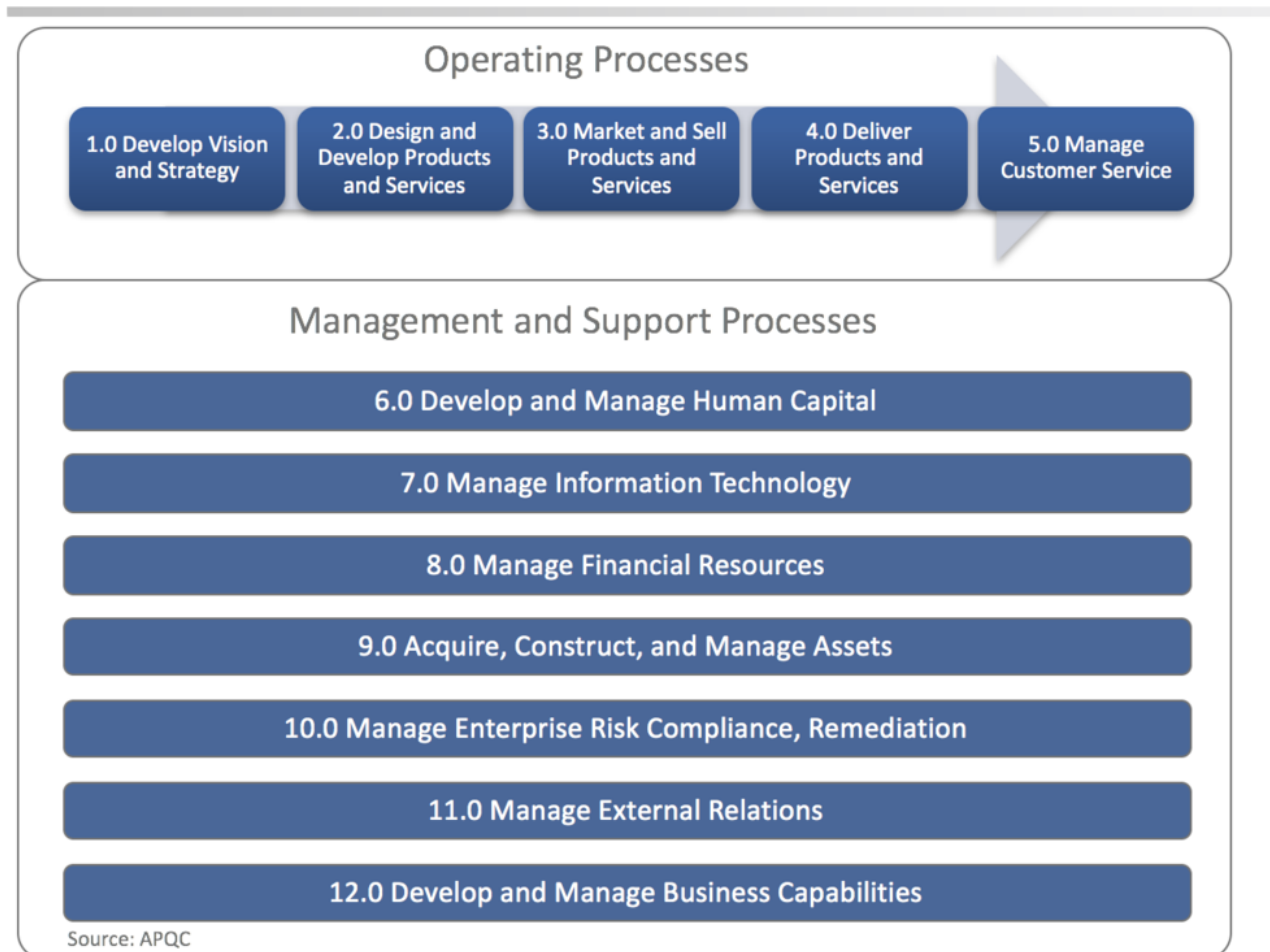 Operating Processes
1.0 Develop Vision
and Strategy
2.0 Design and
Develop Products
and Services
3.0 Market and Sell
Products and
Services
4.0 Deliver
Products and
Services
5.0 Manage
Customer Service
Management and Support Processes
6.0 Develop and Manage Human Capital
7.0 Manage Information Technology
8.0 Manage Financial Resources
9.0 Acquire, Construct, and Manage Assets
10.0 Manage Enterprise Risk Compliance, Remediation
11.0 Manage External Relations
12.0 Develop and Manage Business Capabilities
Source: APQC